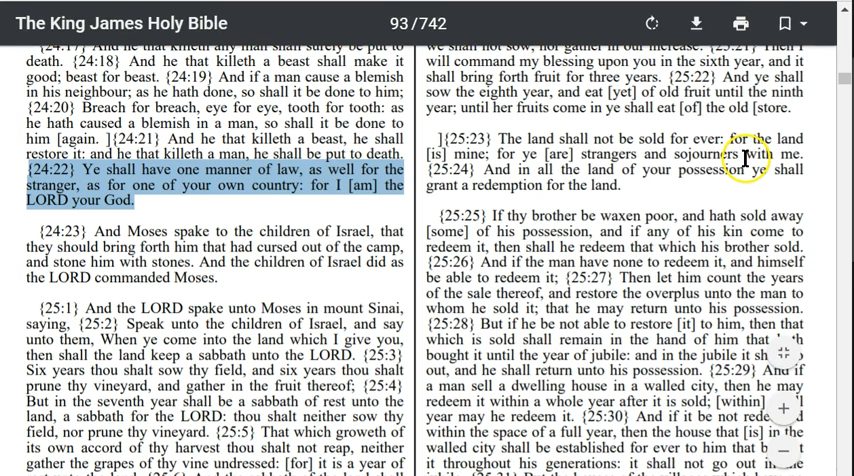 The King James Holy Bible
93 / 742
{24:17} And he that killeth any man shall surely be put to
death. {24:18} And he that killeth a beast shall make it
good; beast for beast. {24:19} And if a man cause a blemish
in his neighbour; as he hath done, so shall it be done to him;
{24:20} Breach for breach, eye for eye, tooth for tooth: as
he hath caused a blemish in a man, so shall it be done to
him [again. ]{24:21} And he that killeth a beast, he shall
restore it: and he that killeth a man, he shall be put to death.
{24:22} Ye shall have one manner of law, as well for the
stranger, as for one of your own country: for I [am] the
LORD your God.
{24:23} And Moses spake to the children of Israel, that
they should bring forth him that had cursed out of the camp,
and stone him with stones. And the children of Israel did as
the LORD commanded Moses.
{25:1} And the LORD spake unto Moses in mount Sinai,
saying, {25:2} Speak unto the children of Israel, and say
unto them, When ye come into the land which I give you,
then shall the land keep a sabbath unto the LORD. {25:3}
Six years thou shalt sow thy field, and six years thou shalt
prune thy vineyard, and gather in the fruit thereof; {25:4}
But in the seventh year shall be a sabbath of rest unto the
land, a sabbath for the LORD: thou shalt neither sow thy
field, nor prune thy vineyard. {25:5} That which groweth of
its own accord of thy harvest thou shalt not reap, neither
gather the grapes of thy vine undressed: [for] it is a year of
we shall not sow, nor gather in our increase: {25:21} Then I
will command my blessing upon you in the sixth year, and it
shall bring forth fruit for three years. {25:22} And ye shall
sow the eighth year, and eat [yet] of old fruit until the ninth
year; until her fruits come in ye shall eat [of] the old [store.
]{25:23} The land shall not be sold for ever: for the land
[is] mine; for ye [are] strangers and sojourners with me.
{25:24} And in all the land of your possession ye shall
grant a redemption for the land.
{25:25} If thy brother be waxen poor, and hath sold away
[some] of his possession, and if any of his kin come to
redeem it, then shall he redeem that which his brother sold.
{25:26} And if the man have none to redeem it, and himself
be able to redeem it; {25:27} Then let him count the years
of the sale thereof, and restore the overplus unto the man to
whom he sold it; that he may return unto his possession.
{25:28} But if he be not able to restore [it] to him, then that
which is sold shall remain in the hand of him that hath
bought it until the year of jubile: and in the jubile it sh
out, and he shall return unto his possession. {25:29} And if
a man sell a dwelling house in a walled city, then he may
redeem it within a whole year after it is sold; [within]
year may he redeem it. {25:30} And if it be not rede
within the space of a full year, then the house that [is] in the
walled city shall be established for ever to him that
it throughout his generations: it shall not go out in